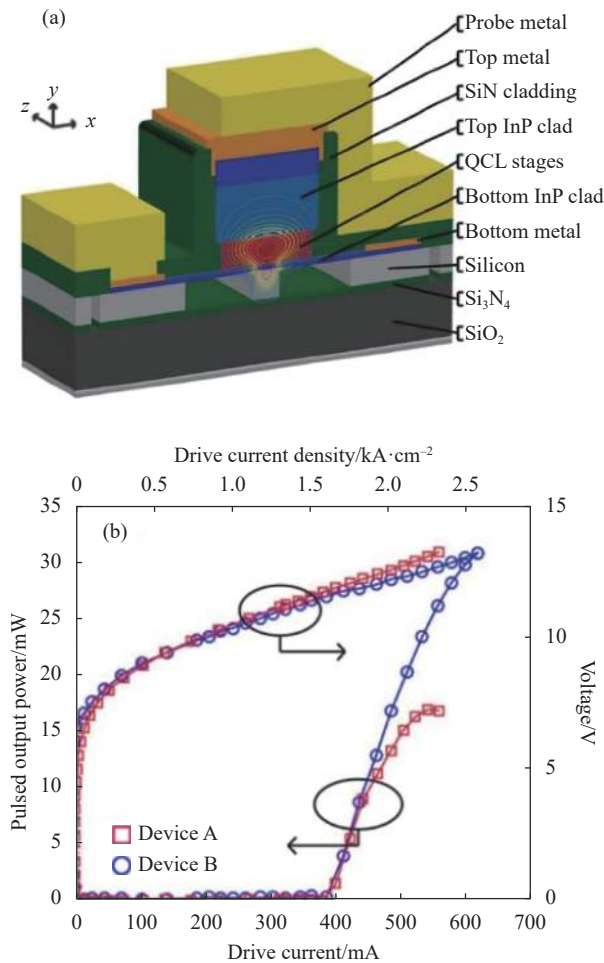 (a)
Probe metal
Top metal
SiN cladding
Top InP clad
QCL stages
Bottom InP clad
Bottom metal
Silicon
Si₃N₄
SiO₂
y
z
x
Drive current density/kA·cm⁻²
0 0.5 1.0 1.5 2.0 2.5
(b)
35
30
25
20
15
10
5
0
Pulsed output power/mW
15
10
5
0
Voltage/V
Device A
Device B
0 100 200 300 400 500 600 700
Drive current/mA